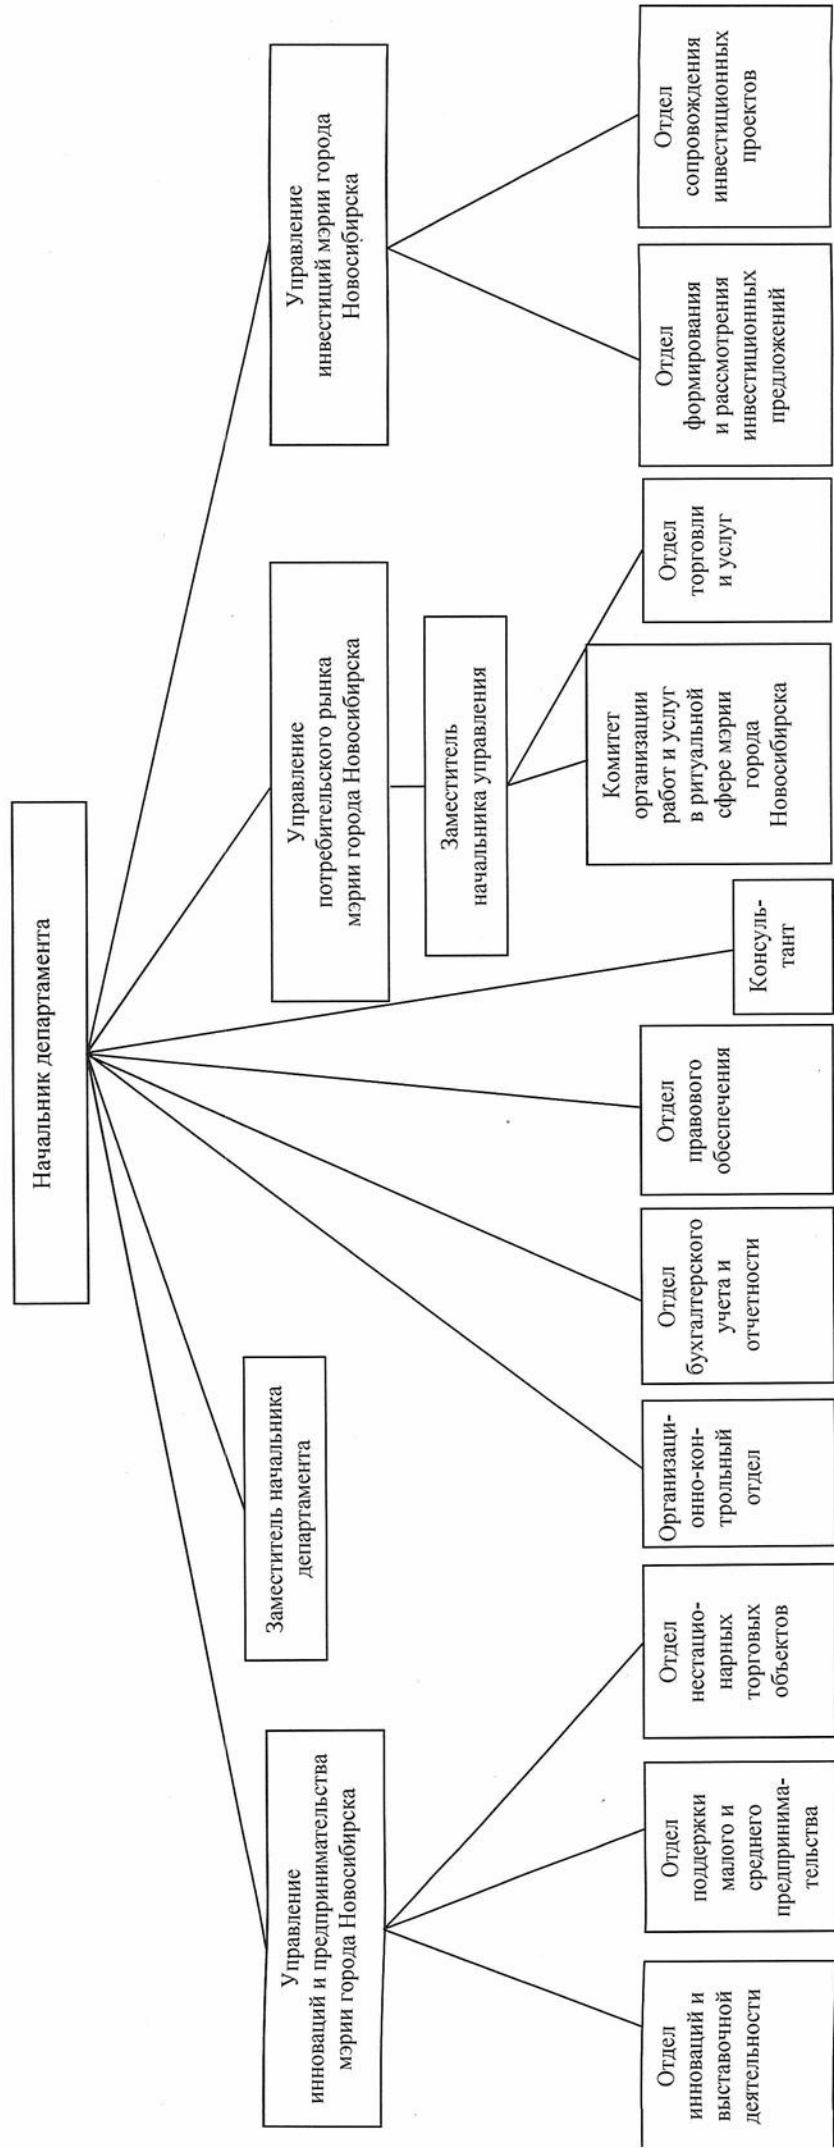 Начальник департамента
Заместитель начальника
департамента
Управление
инноваций и предпринимательства
мэрии города Новосибирска
Управление
потребительского рынка
мэрии города Новосибирска
Управление
инвестиций мэрии города
Новосибирска
Заместитель
начальника управления
Отдел
инноваций и
выставочной
деятельности
Отдел
поддержки
малого и
среднего
предпринима-
тельства
Отдел
нестацио-
нарных
торговых
объектов
Организаци-
онно-кон-
трольный
отдел
Отдел
бухгалтерского
учета и
отчетности
Отдел
правового
обеспечения
Консуль-
тант
Комитет
организации
работ и услуг
в ритуальной
сфере мэрии
города
Новосибирска
Отдел
торговли
и услуг
Отдел
формирования
и рассмотрения
инвестиционных
предложений
Отдел
сопровождения
инвестиционных
проектов